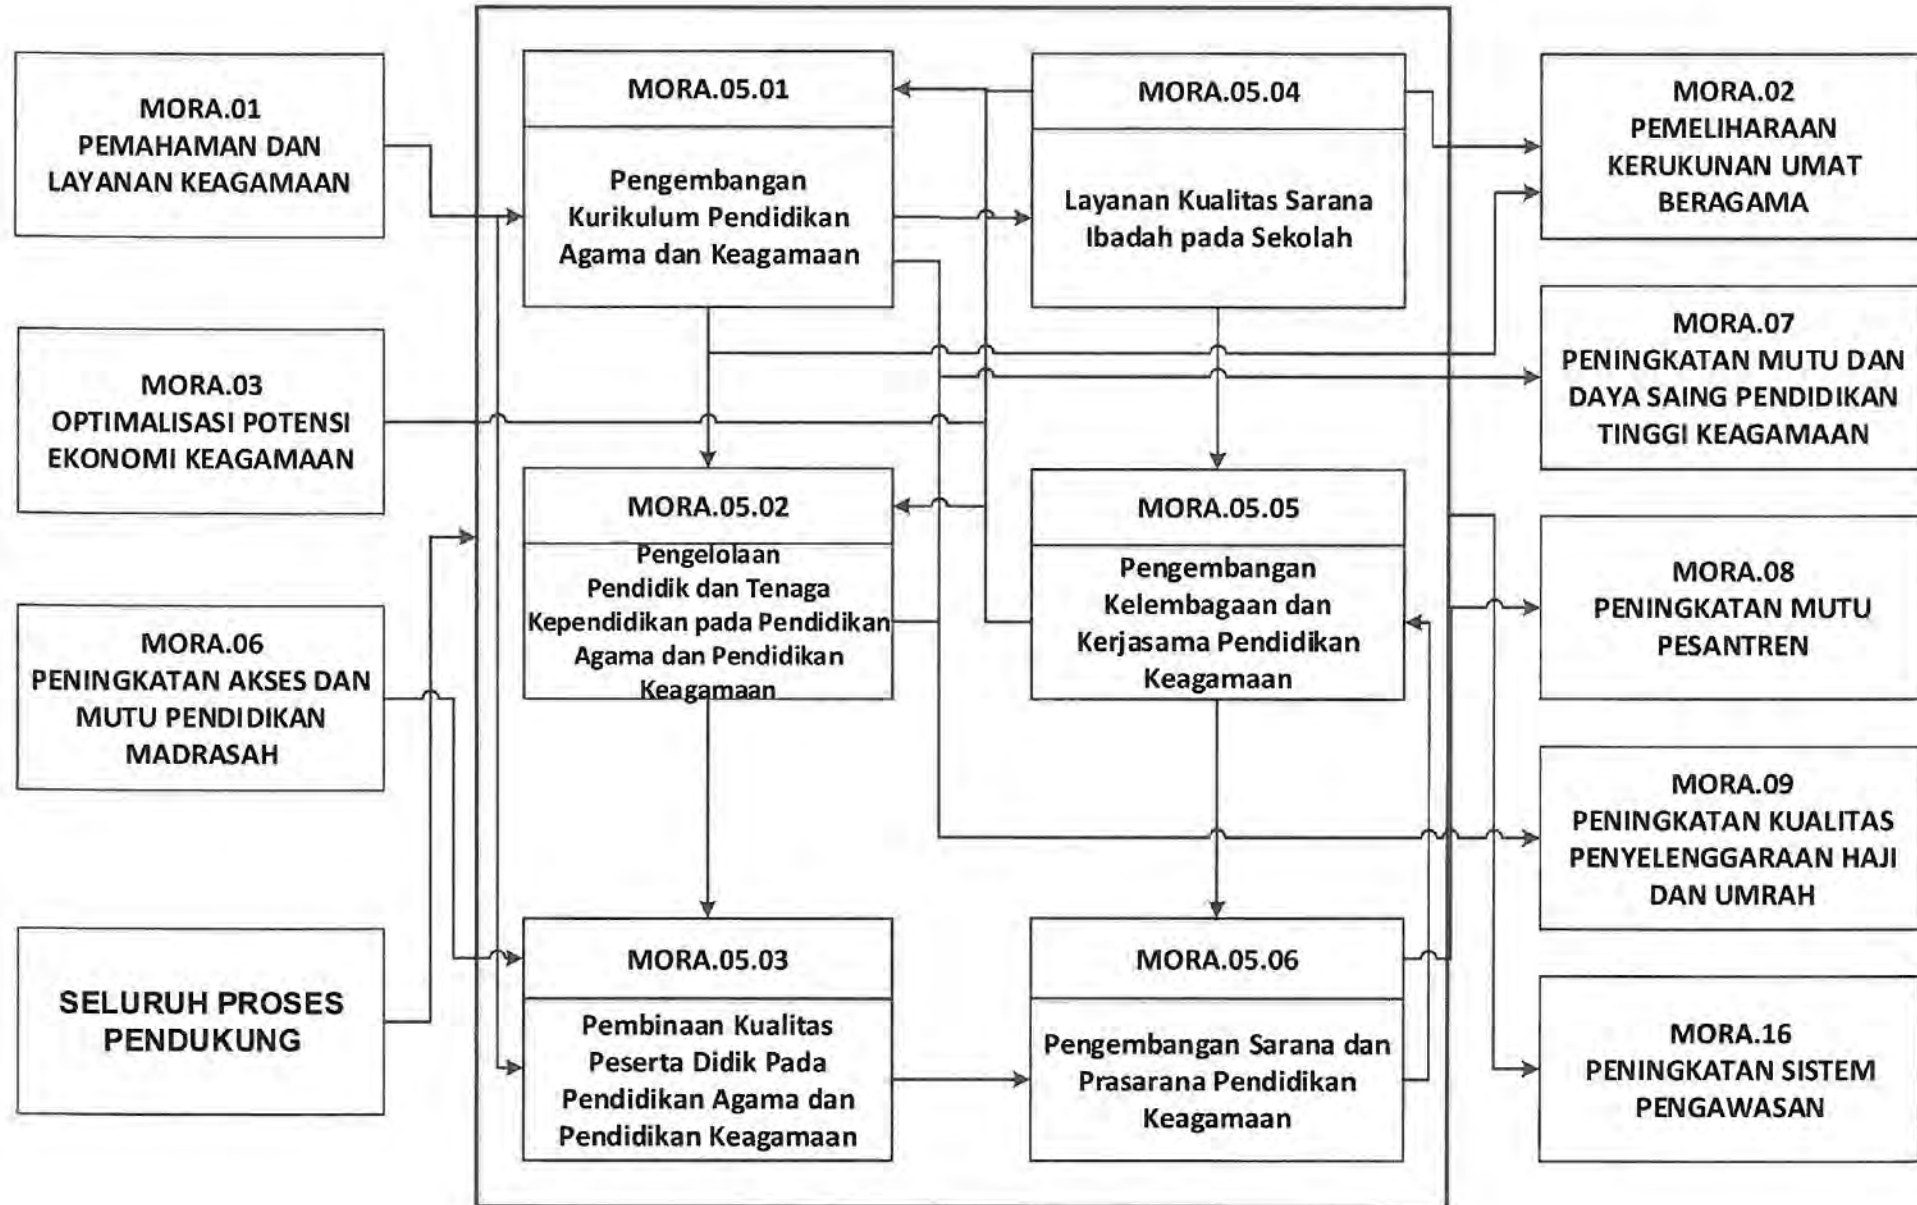 MORA.01
PEMAHAMAN DAN
LAYANAN KEAGAMAAN
MORA.03
OPTIMALISASI POTENSI
EKONOMI KEAGAMAAN
MORA.06
PENINGKATAN AKSES DAN
MUTU PENDIDIKAN
MADRASAH
SELURUH PROSES
PENDUKUNG
MORA.05.01
Pengembangan
Kurikulum Pendidikan
Agama dan Keagamaan
MORA.05.02
Pengelolaan
Pendidik dan Tenaga
Kependidikan pada Pendidikan
Agama dan Pendidikan
Keagamaan
MORA.05.03
Pembinaan Kualitas
Peserta Didik Pada
Pendidikan Agama dan
Pendidikan Keagamaan
MORA.05.04
Layanan Kualitas Sarana
Ibadah pada Sekolah
MORA.05.05
Pengembangan
Kelembagaan dan
Kerjasama Pendidikan
Keagamaan
MORA.05.06
Pengembangan Sarana dan
Prasarana Pendidikan
Keagamaan
MORA.02
PEMELIHARAAN
KERUKUNAN UMAT
BERAGAMA
MORA.07
PENINGKATAN MUTU DAN
DAYA SAING PENDIDIKAN
TINGGI KEAGAMAAN
MORA.08
PENINGKATAN MUTU
PESANTREN
MORA.09
PENINGKATAN KUALITAS
PENYELENGGARAAN HAJI
DAN UMRAH
MORA.16
PENINGKATAN SISTEM
PENGAWASAN